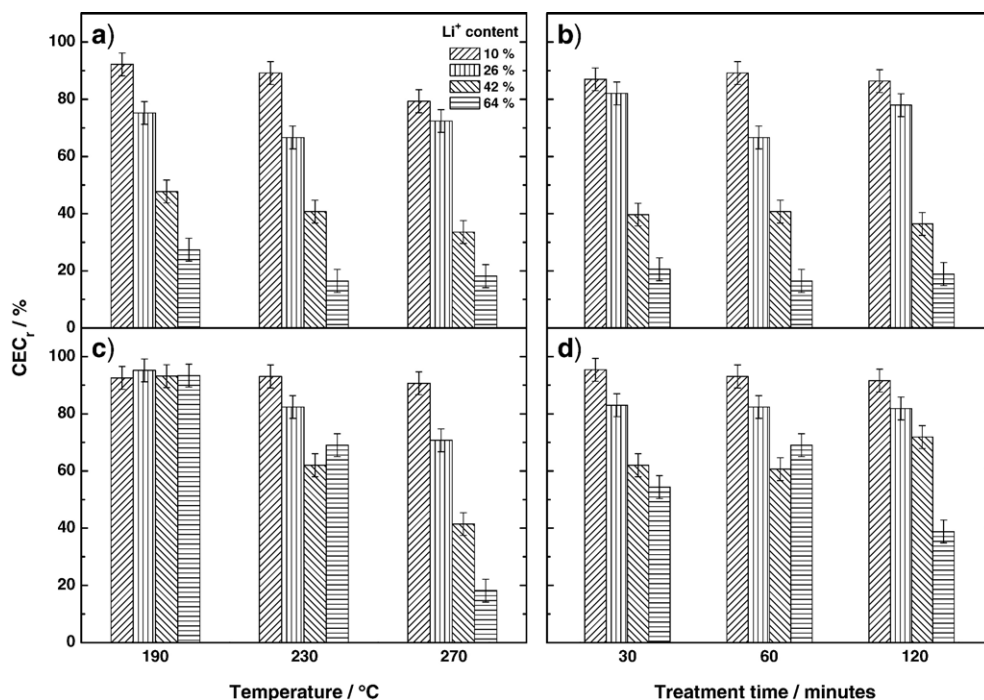 a)
Li⁺ content
10 %
26 %
42 %
64 %
100
80
60
40
20
0
b)
CECᵣ / %
c)
100
80
60
40
20
0
190
230
270
Temperature / °C
d)
30
60
120
Treatment time / minutes